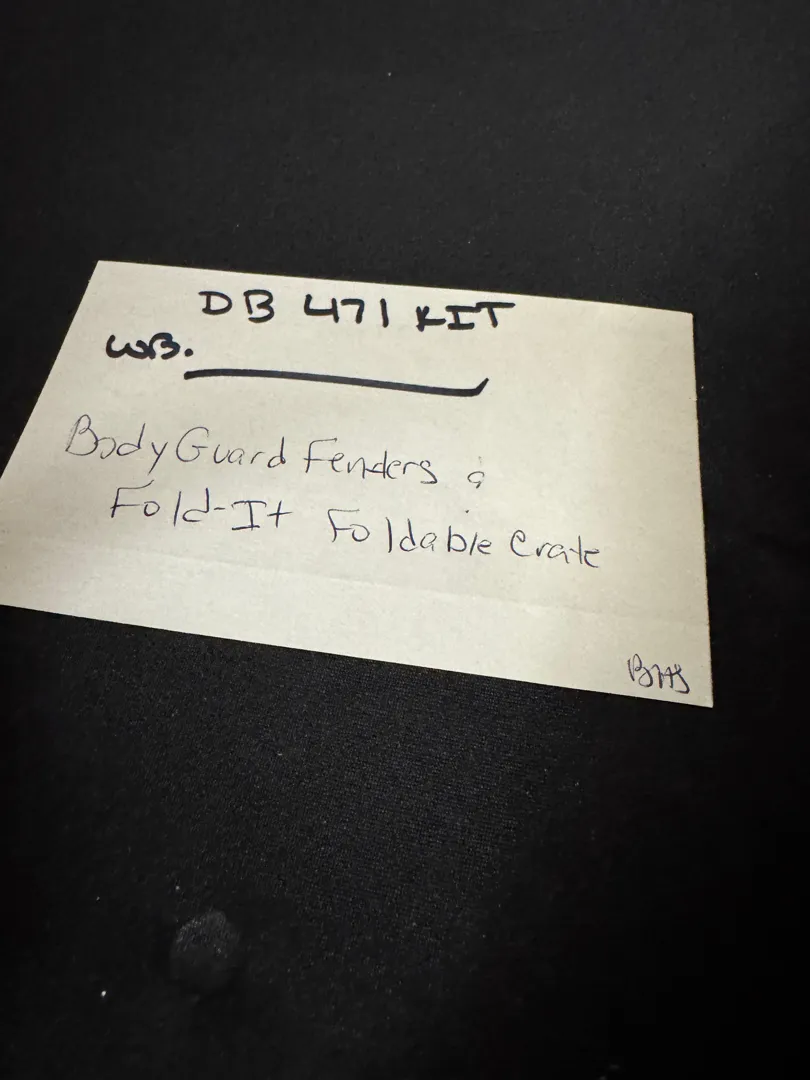 DB 471 KIT
WB.
BodyGuard Fenders &
Fold-It Foldable Crate